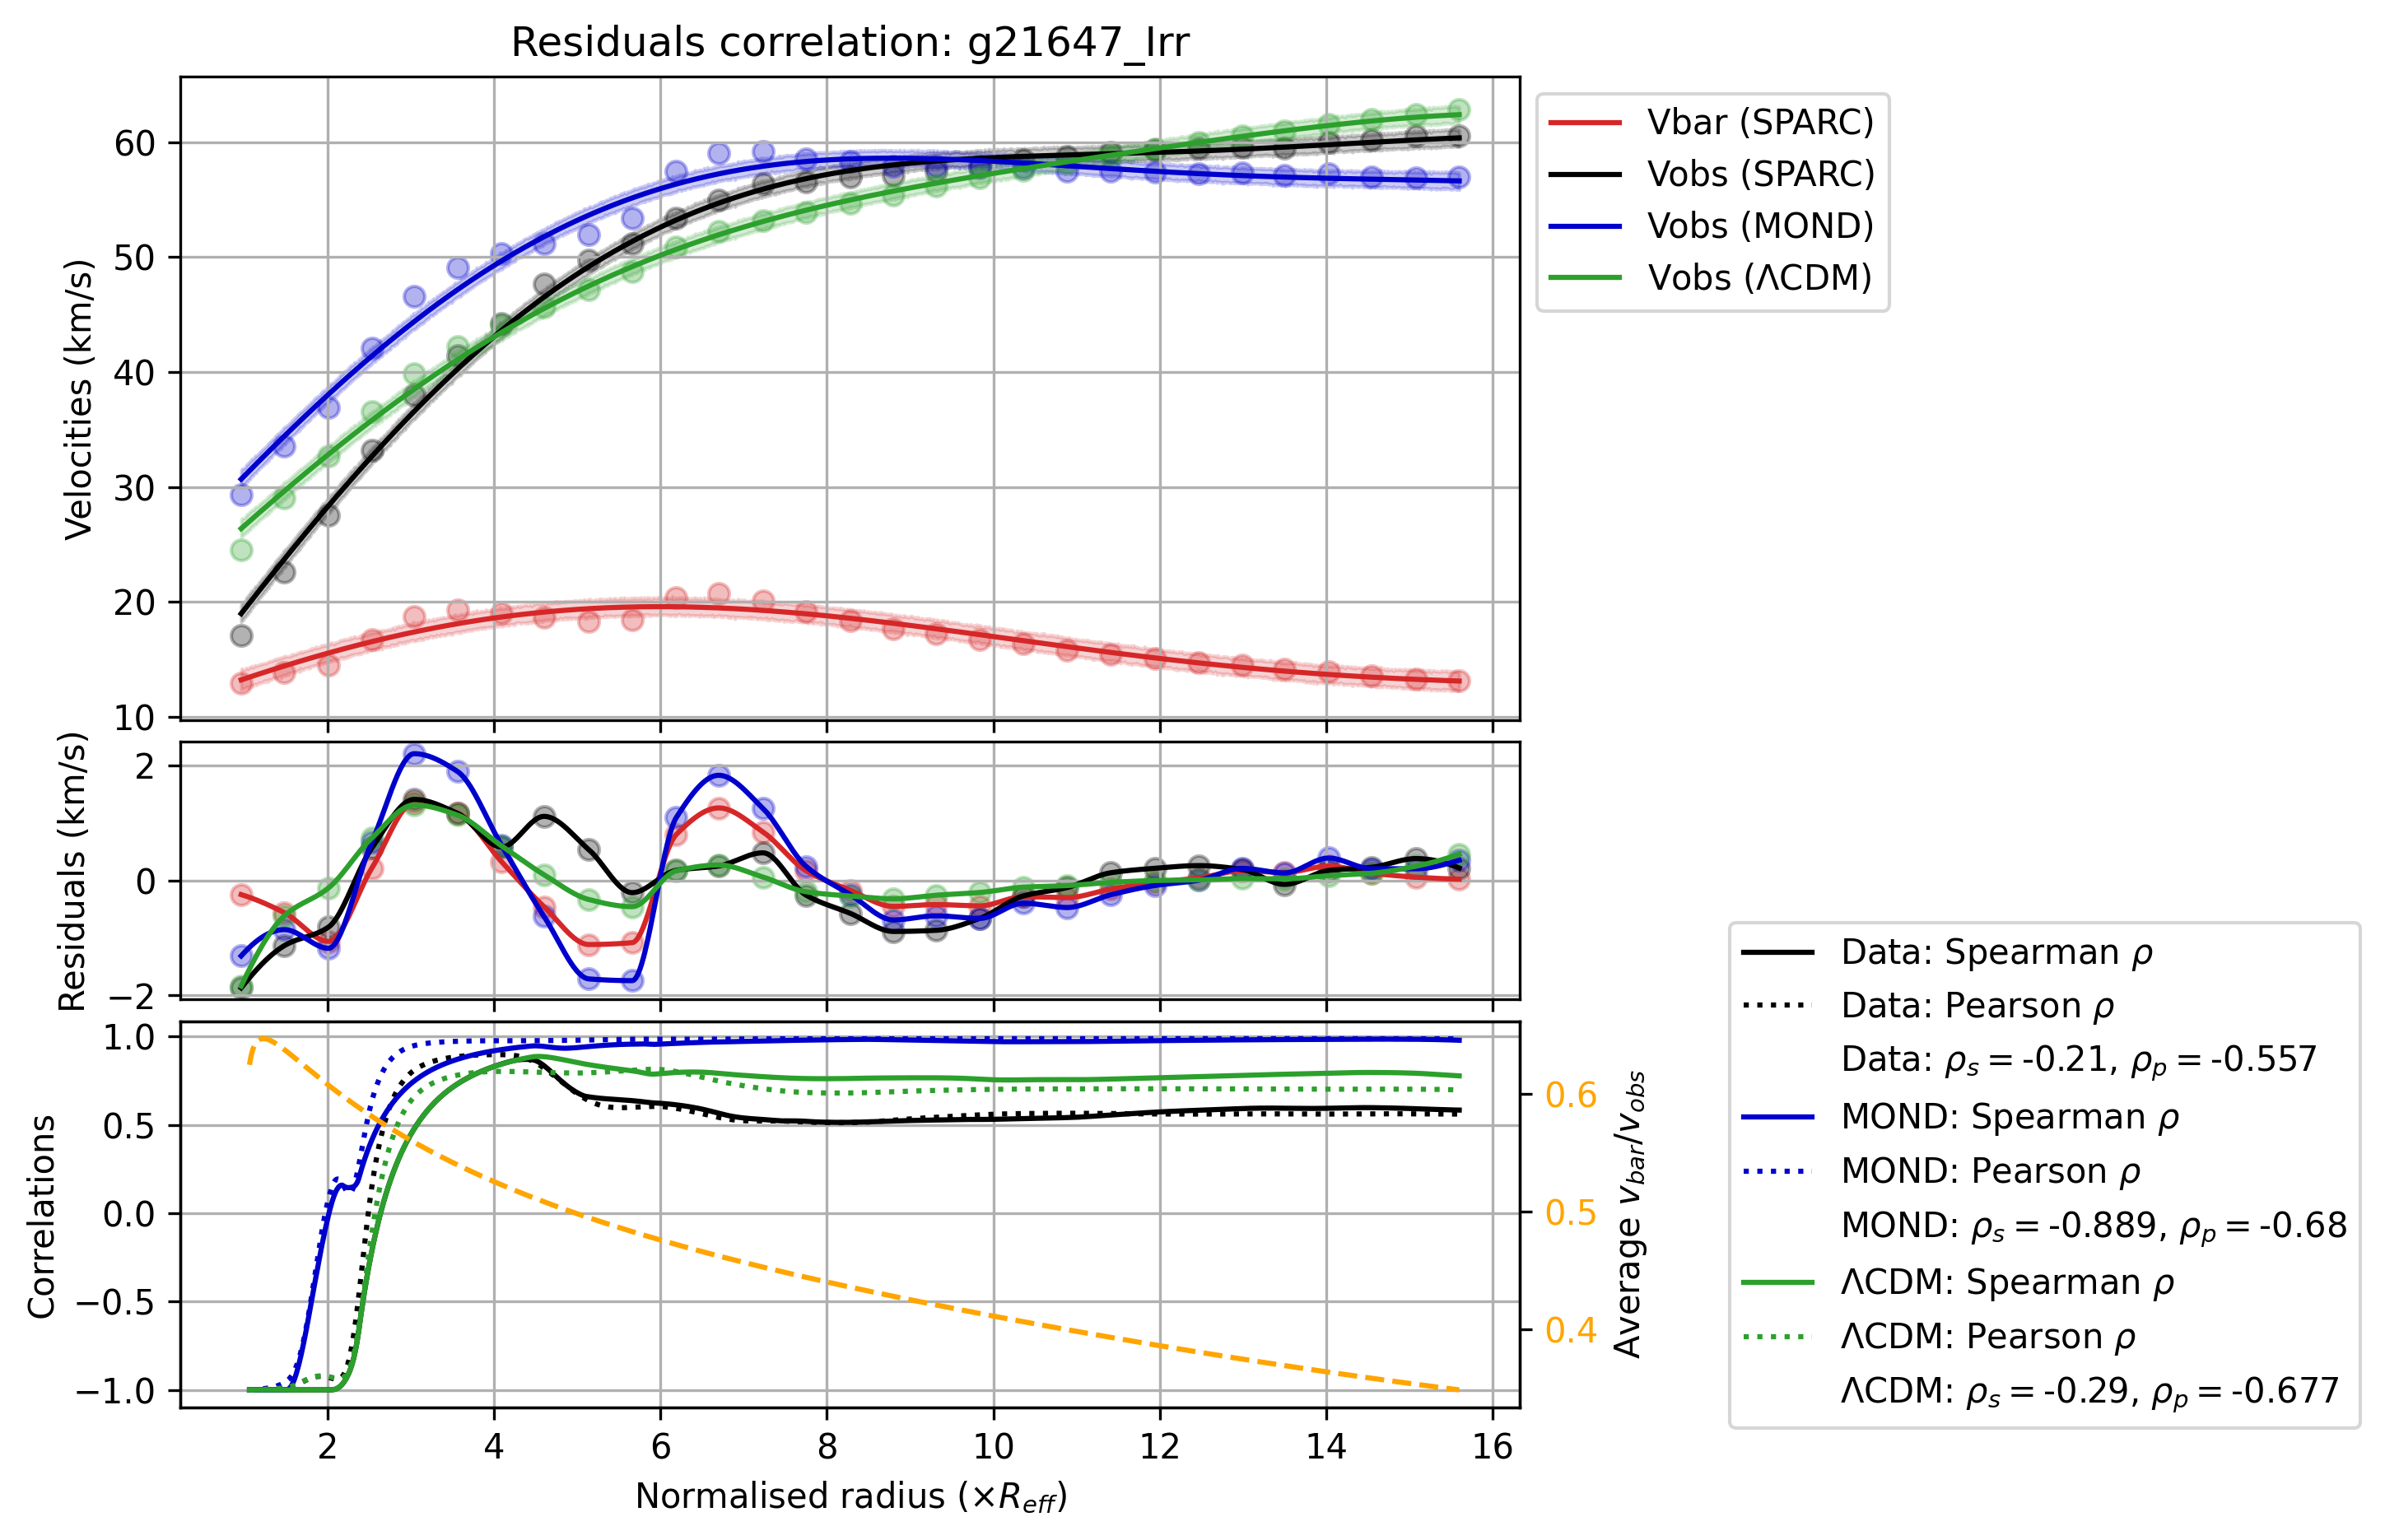 Residuals correlation: g21647_Irr
Velocities (km/s)
60
50
40
30
20
10
Vbar (SPARC)
Vobs (SPARC)
Vobs (MOND)
Vobs (ΛCDM)
Residuals (km/s)
2
0
−2
Correlations
1.0
0.5
0.0
−0.5
−1.0
0.6
0.5
0.4
Average v_bar/v_obs
2 4 6 8 10 12 14 16
Normalised radius (×R_eff)
Data: Spearman ρ
Data: Pearson ρ
Data: ρ_s = -0.21, ρ_p = -0.557
MOND: Spearman ρ
MOND: Pearson ρ
MOND: ρ_s = -0.889, ρ_p = -0.68
ΛCDM: Spearman ρ
ΛCDM: Pearson ρ
ΛCDM: ρ_s = -0.29, ρ_p = -0.677